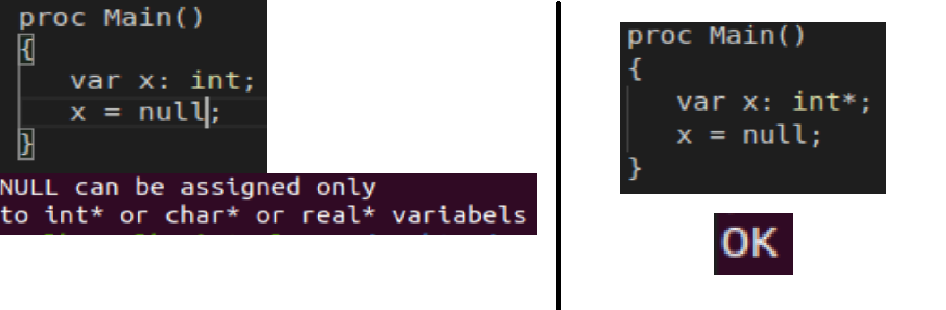 proc Main()
{
var x: int;
x = null;
}
NULL can be assigned only
to int* or char* or real* variabels
proc Main()
{
var x: int*;
x = null;
}
OK